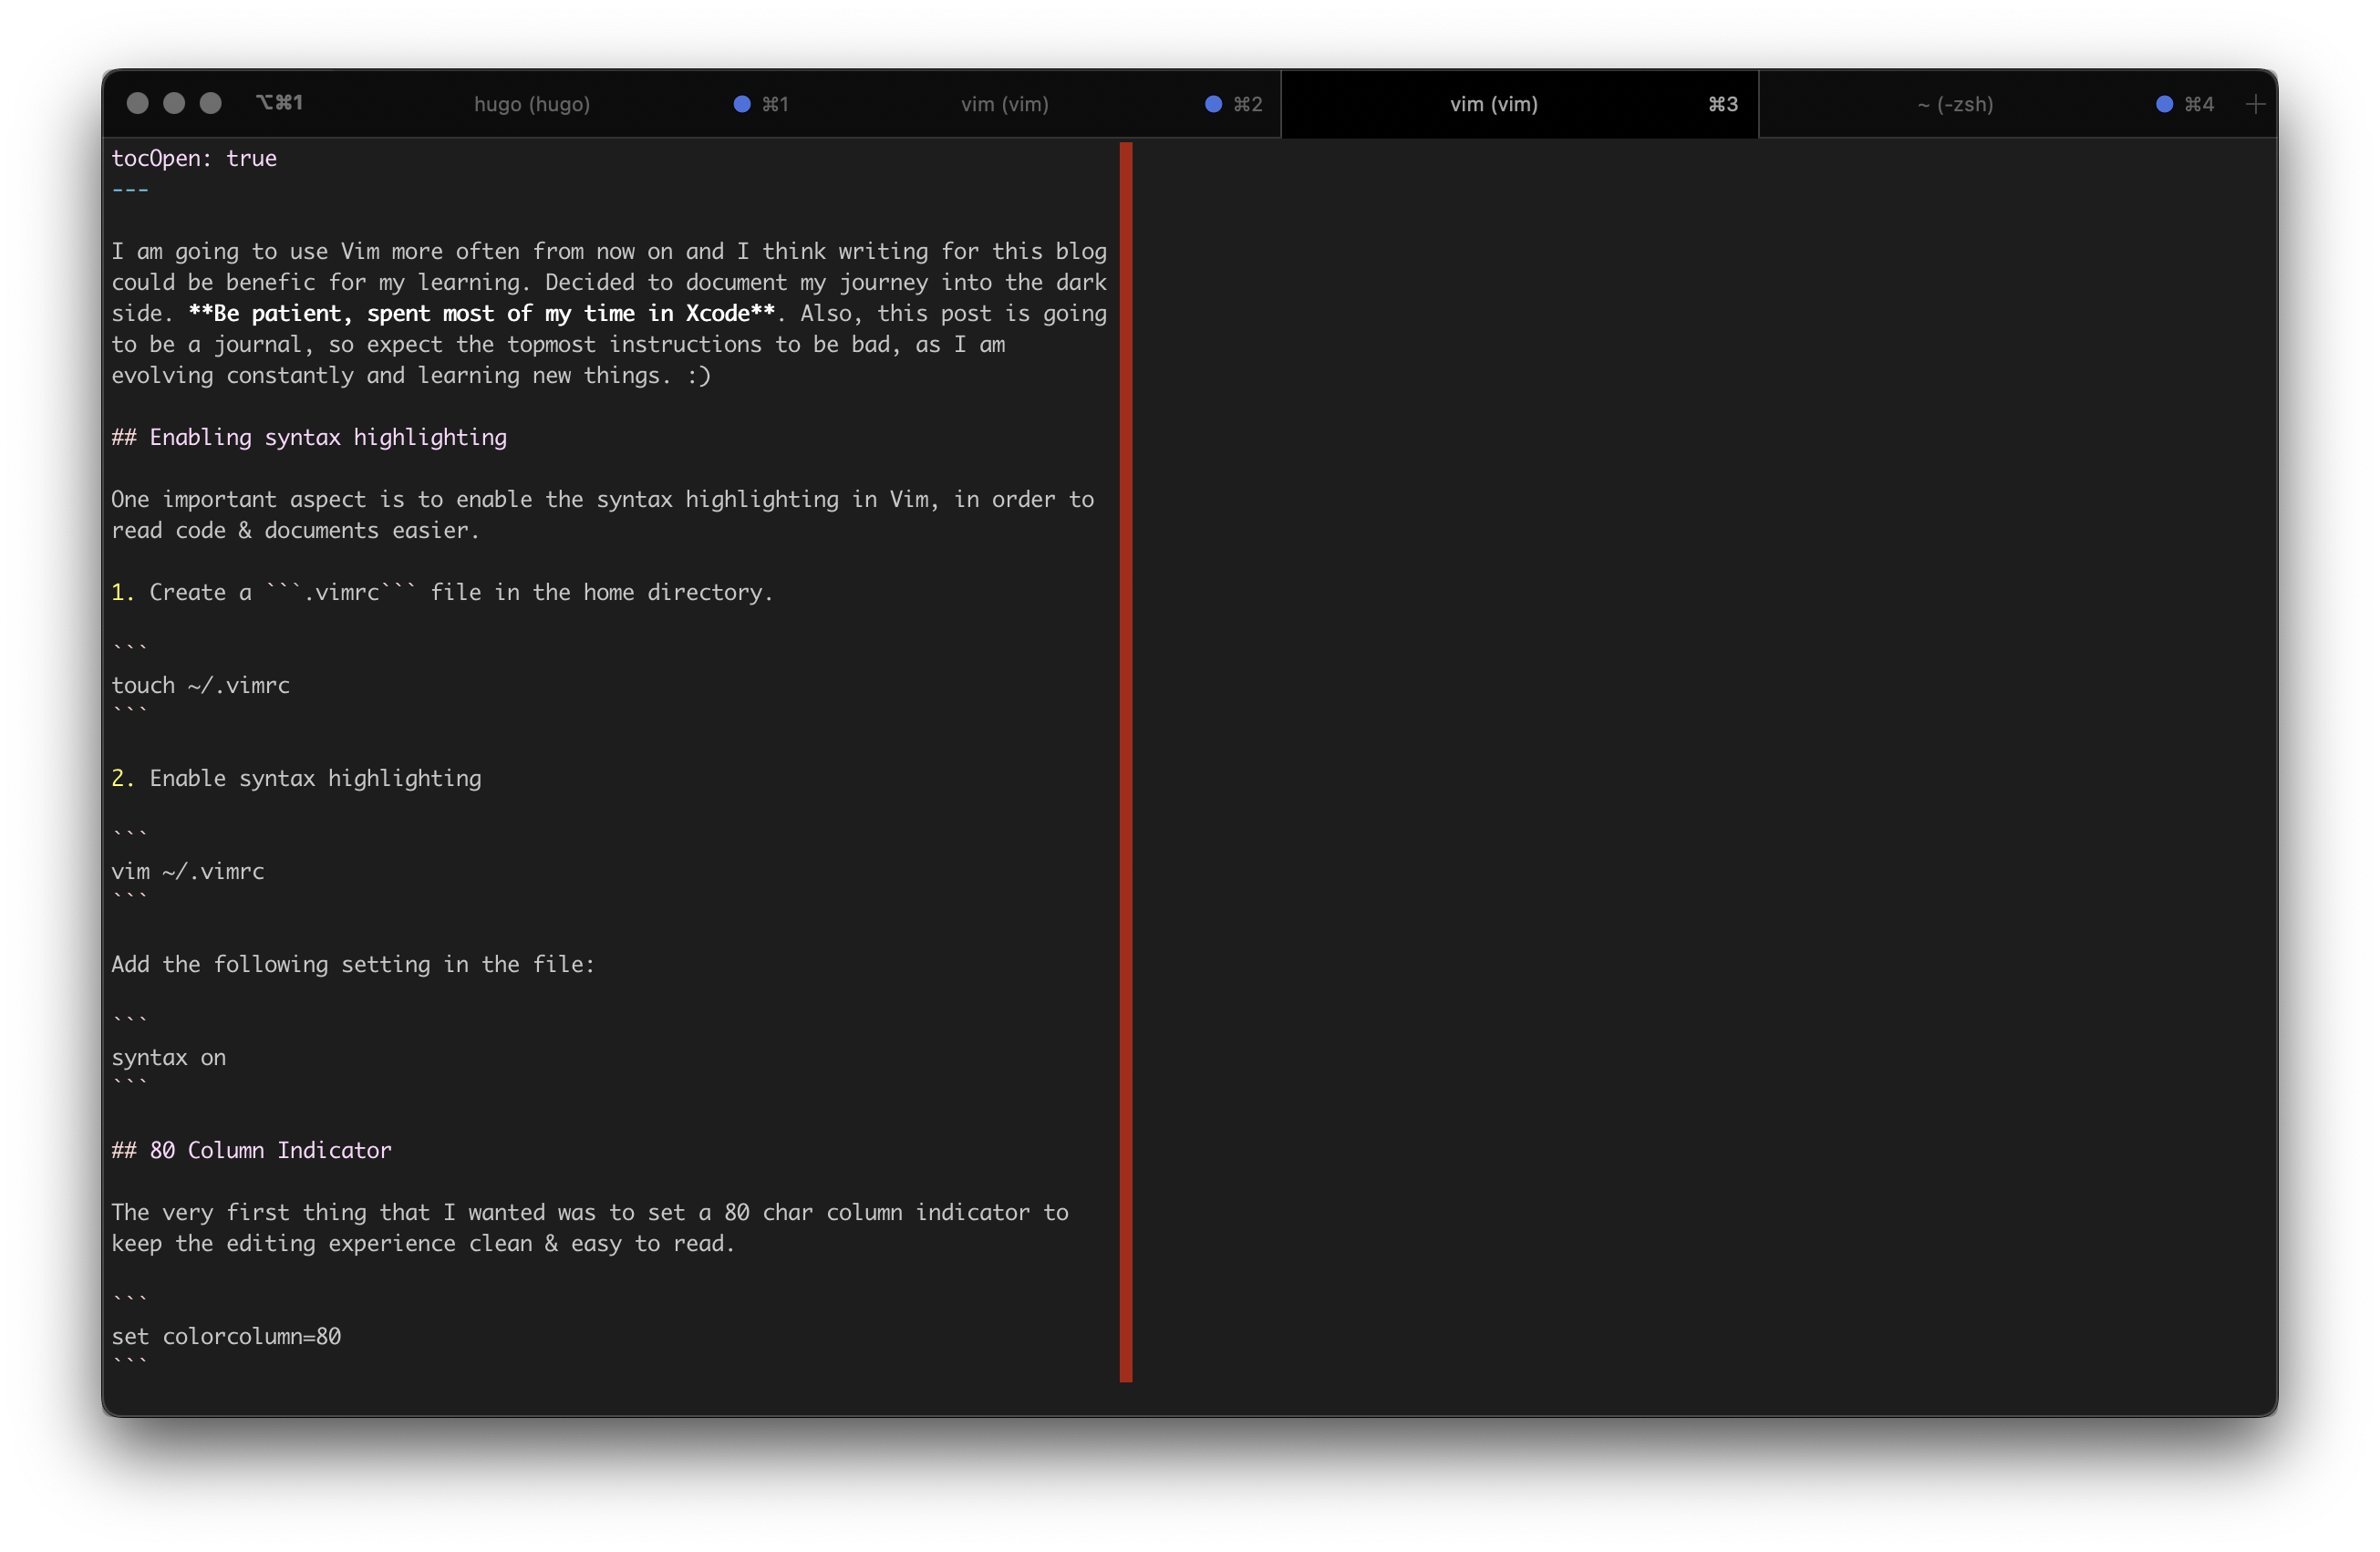 ⌥⌘1 hugo (hugo) ⌘1 vim (vim) ⌘2 vim (vim) ⌘3 ~ (-zsh) ⌘4 +
tocOpen: true
---
I am going to use Vim more often from now on and I think writing for this blog
could be benefic for my learning. Decided to document my journey into the dark
side. **Be patient, spent most of my time in Xcode**. Also, this post is going
to be a journal, so expect the topmost instructions to be bad, as I am
evolving constantly and learning new things. :)
## Enabling syntax highlighting
One important aspect is to enable the syntax highlighting in Vim, in order to
read code & documents easier.
1. Create a ```.vimrc``` file in the home directory.
```
touch ~/.vimrc
```
2. Enable syntax highlighting
```
vim ~/.vimrc
```
Add the following setting in the file:
```
syntax on
```
## 80 Column Indicator
The very first thing that I wanted was to set a 80 char column indicator to
keep the editing experience clean & easy to read.
```
set colorcolumn=80
```